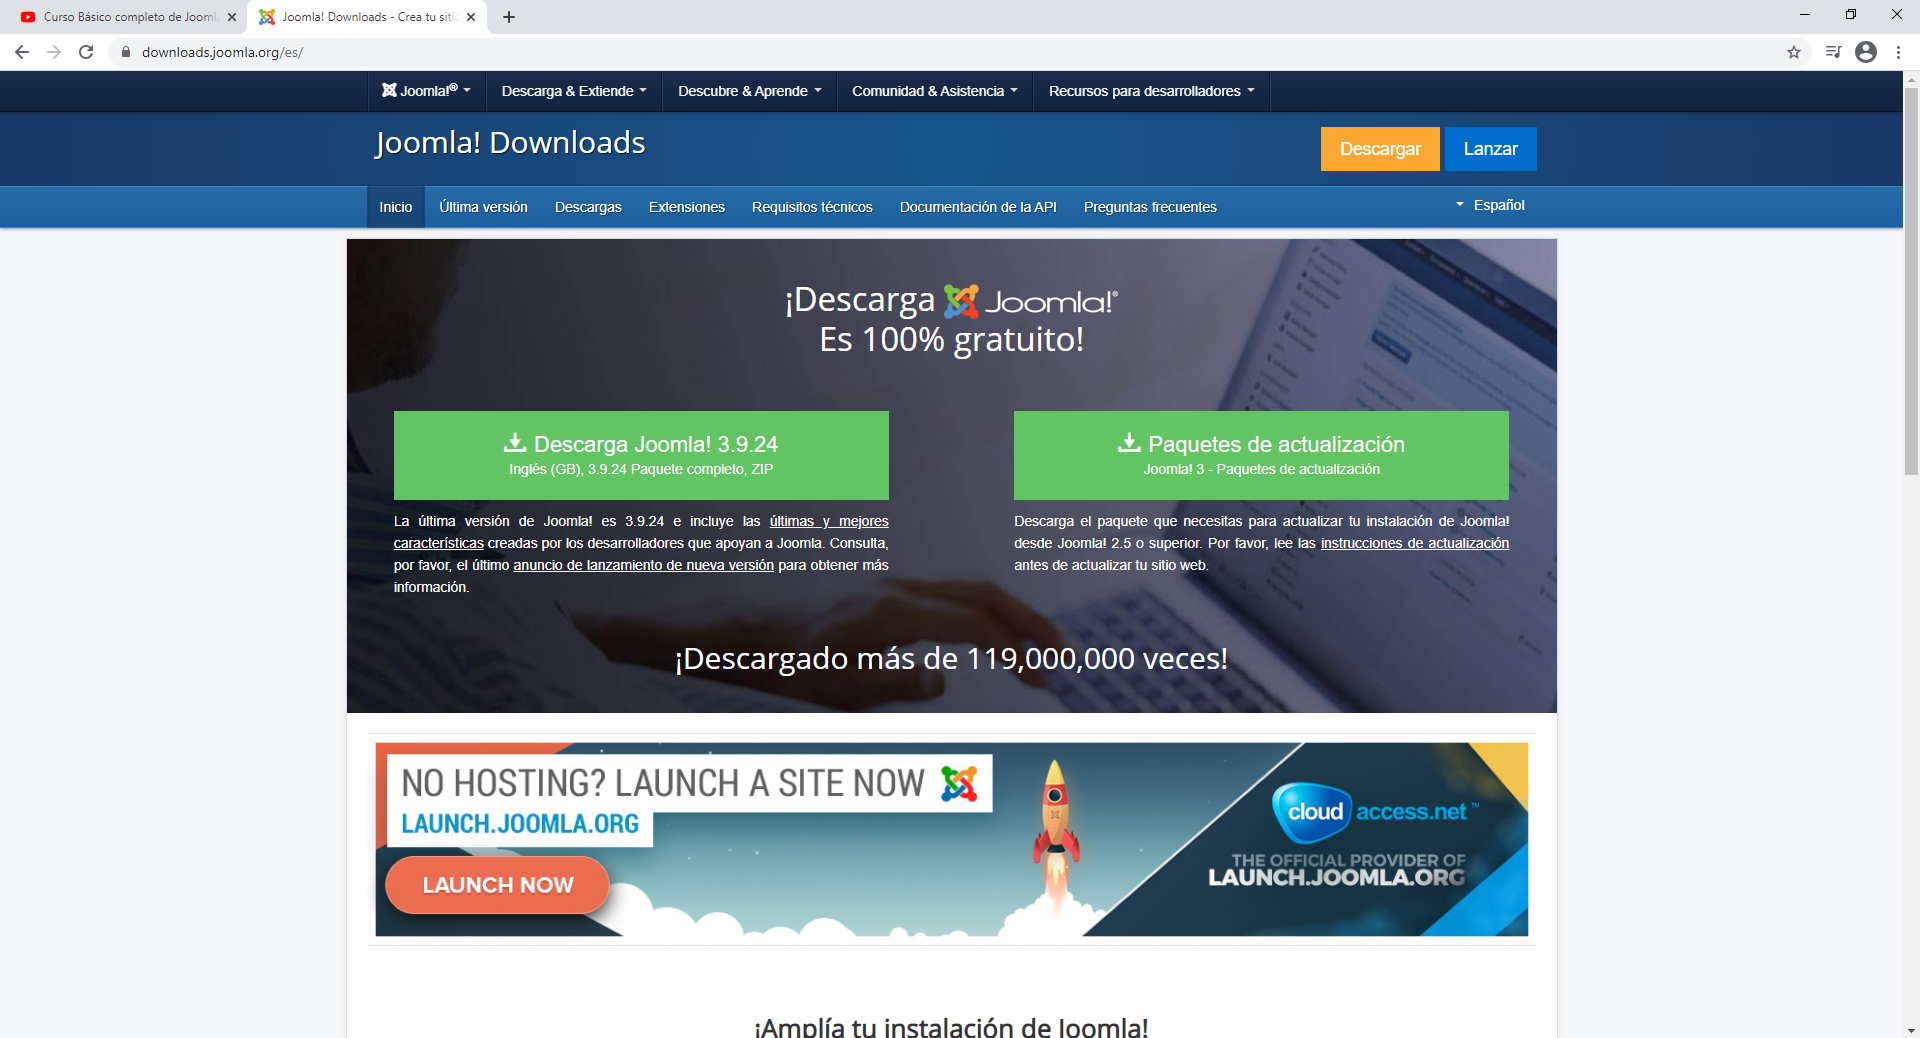 Curso Básico completo de Jooml
Joomla! Downloads - Crea tu siti
downloads.joomla.org/es/
Joomla!® Descarga & Extiende Descubre & Aprende Comunidad & Asistencia Recursos para desarrolladores
Joomla! Downloads
Descargar Lanzar
Inicio Última versión Descargas Extensiones Requisitos técnicos Documentación de la API Preguntas frecuentes Español
¡Descarga Joomla!®
Es 100% gratuito!
Descarga Joomla! 3.9.24
Inglés (GB), 3.9.24 Paquete completo, ZIP
La última versión de Joomla! es 3.9.24 e incluye las últimas y mejores
características creadas por los desarrolladores que apoyan a Joomla. Consulta,
por favor, el último anuncio de lanzamiento de nueva versión para obtener más
información.
Paquetes de actualización
Joomla! 3 - Paquetes de actualización
Descarga el paquete que necesitas para actualizar tu instalación de Joomla!
desde Joomla! 2.5 o superior. Por favor, lee las instrucciones de actualización
antes de actualizar tu sitio web.
¡Descargado más de 119,000,000 veces!
NO HOSTING? LAUNCH A SITE NOW
LAUNCH.JOOMLA.ORG
LAUNCH NOW
cloudaccess.net™
THE OFFICIAL PROVIDER OF
LAUNCH.JOOMLA.ORG
¡Amplía tu instalación de Joomla!